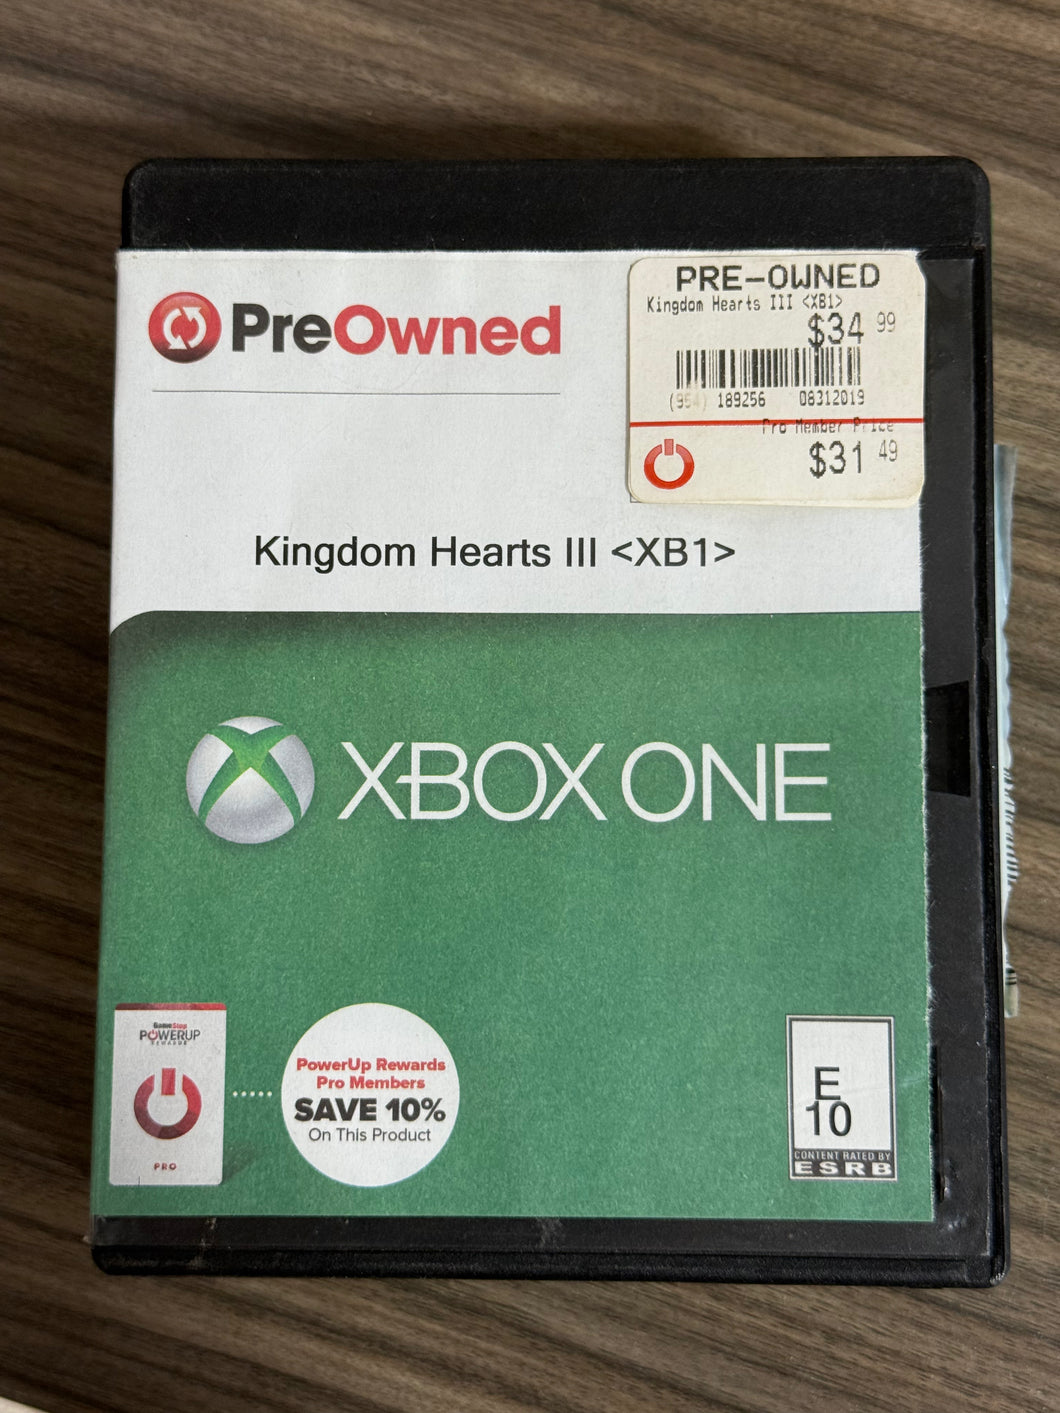 PreOwned
PRE-OWNED
Kingdom Hearts III <XB1>
$34 99
189256 08312019
Pro Member Price
$31 49
Kingdom Hearts III <XB1>
XBOX ONE
GameStop
POWERUP
REWARDS
PRO
PowerUp Rewards
Pro Members
SAVE 10%
On This Product
E
10
CONTENT RATED BY
ESRB